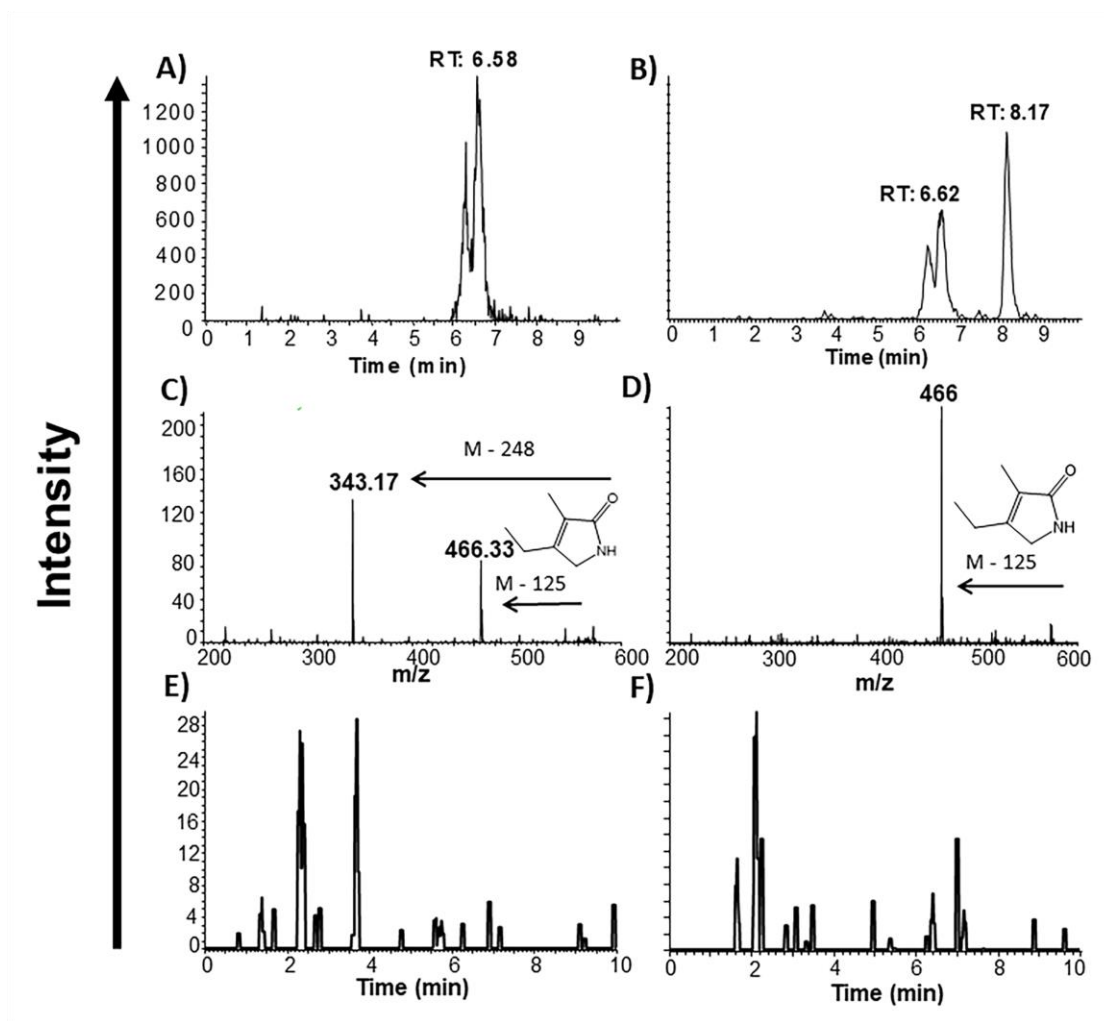 Intensity
A)
RT: 6.58
1200
1000
800
600
400
200
0
0 1 2 3 4 5 6 7 8 9
Time (min)
B)
RT: 8.17
RT: 6.62
0 1 2 3 4 5 6 7 8 9
Time (min)
C)
200
160
120
80
40
0
M - 248
343.17
466.33
O
NH
M - 125
200 300 400 500 600
m/z
D)
466
O
NH
M - 125
200 300 400 500 600
m/z
E)
28
24
20
16
12
8
4
0
0 2 4 6 8 10
Time (min)
F)
0 2 4 6 8 10
Time (min)